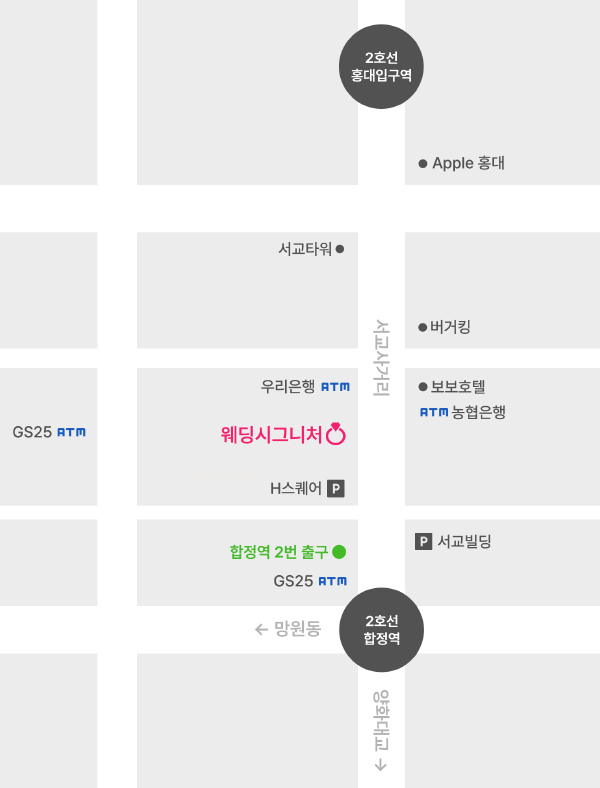 2호선
홍대입구역
Apple 홍대
서교타워
서교사거리
버거킹
우리은행 ATM
보보호텔
ATM 농협은행
GS25 ATM
웨딩시그니처
H스퀘어 P
P 서교빌딩
합정역 2번 출구
GS25 ATM
2호선
합정역
← 망원동
양화대교 →